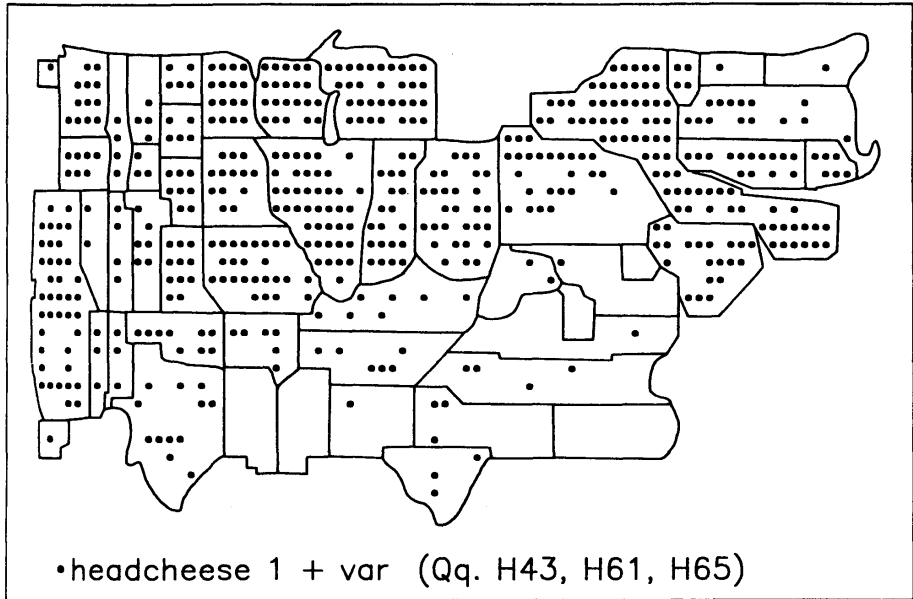 •headcheese 1 + var (Qq. H43, H61, H65)